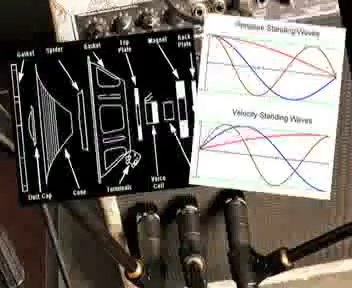 Gasket
Spider
Gasket
Top
Plate
Magnet
Back
Plate
Dust Cap
Cone
Terminals
Voice
Coil
Pressure Standing Waves
Velocity Standing Waves